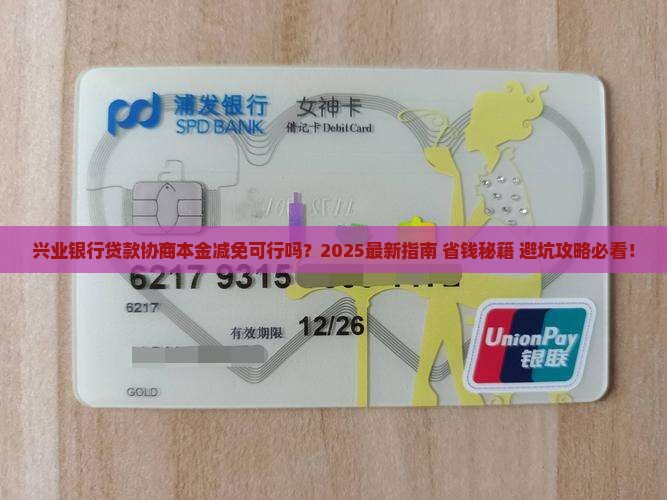 浦发银行
SPD BANK
女神卡
借记卡 Debit Card
兴业银行贷款协商本金减免可行吗？2025最新指南 省钱秘籍 避坑攻略必看！
6217 9315
6217
有效期限 12/26
GOLD
UnionPay
银联